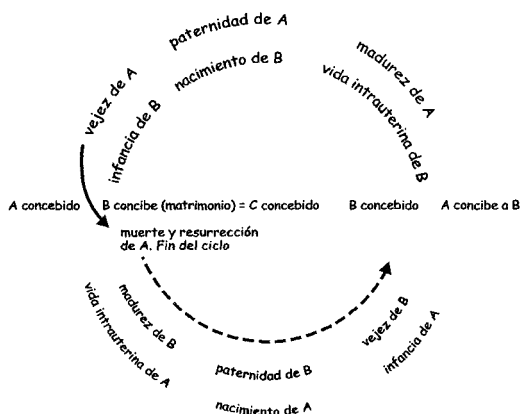 paternidad de A
nacimiento de B
madurez de A
vida intrauterina de B
vejez de A
infancia de B
A concebido B concibe (matrimonio) = C concebido B concebido A concibe a B
muerte y resurrección
de A. Fin del ciclo
madurez de B
vida intrauterina de A
paternidad de B
nacimiento de A
vejez de B
infancia de A